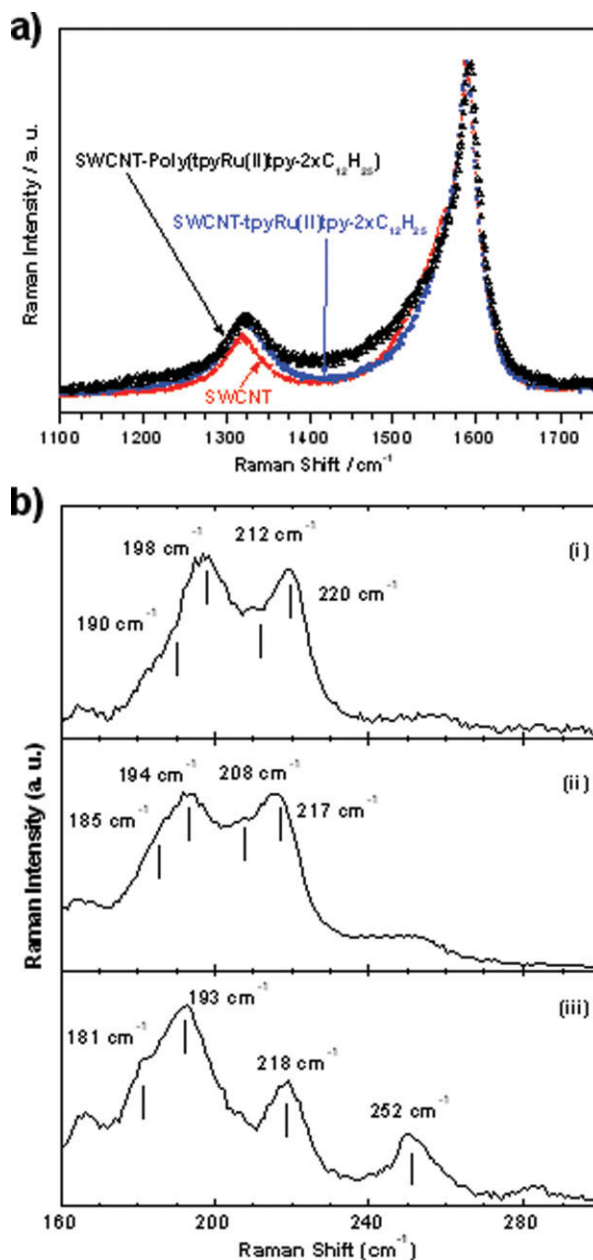 a)
Raman Intensity / a. u.
SWCNT-Poly(tpyRu(II)tpy-2xC₁₂H₂₅)
SWCNT-tpyRu(II)tpy-2xC₁₂H₂₅
SWCNT
1100 1200 1300 1400 1500 1600 1700
Raman Shift /cm⁻¹
b)
Raman Intensity (a. u.)
(i)
190 cm⁻¹
198 cm⁻¹
212 cm⁻¹
220 cm⁻¹
(ii)
185 cm⁻¹
194 cm⁻¹
208 cm⁻¹
217 cm⁻¹
(iii)
181 cm⁻¹
193 cm⁻¹
218 cm⁻¹
252 cm⁻¹
160 200 240 280
Raman Shift [cm⁻¹]